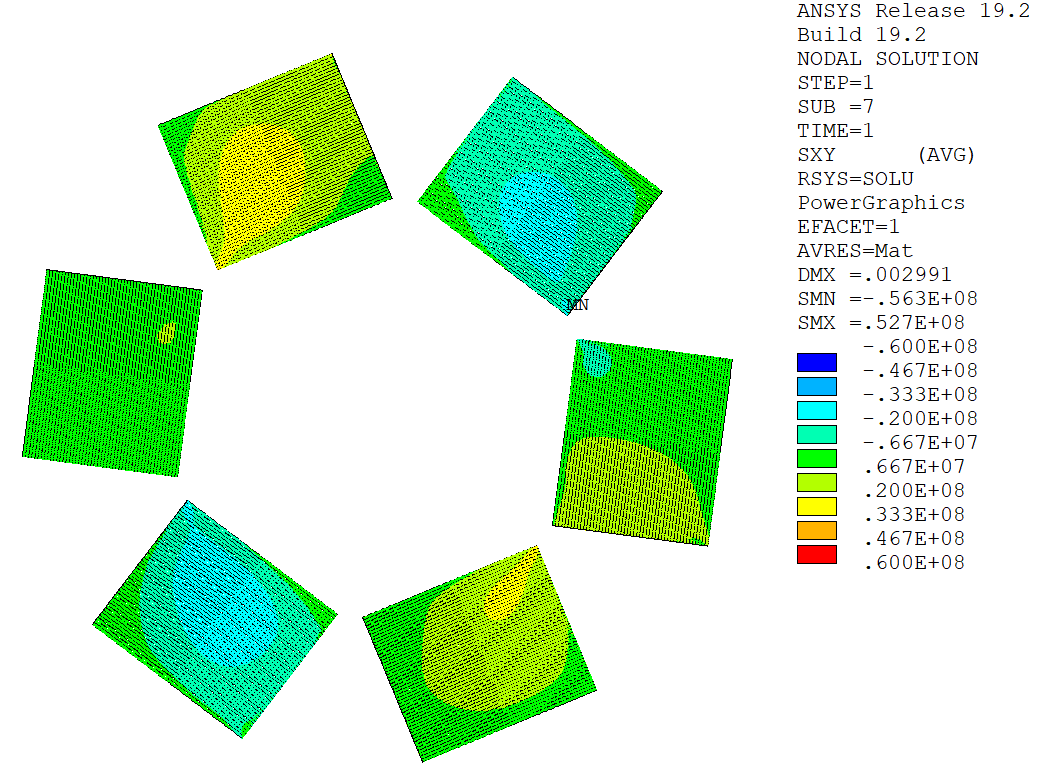 ANSYS Release 19.2
Build 19.2
NODAL SOLUTION
STEP=1
SUB =7
TIME=1
SXY (AVG)
RSYS=SOLU
PowerGraphics
EFACET=1
AVRES=Mat
DMX =.002991
SMN =-.563E+08
SMX =.527E+08
-.600E+08
-.467E+08
-.333E+08
-.200E+08
-.667E+07
.667E+07
.200E+08
.333E+08
.467E+08
.600E+08
MN